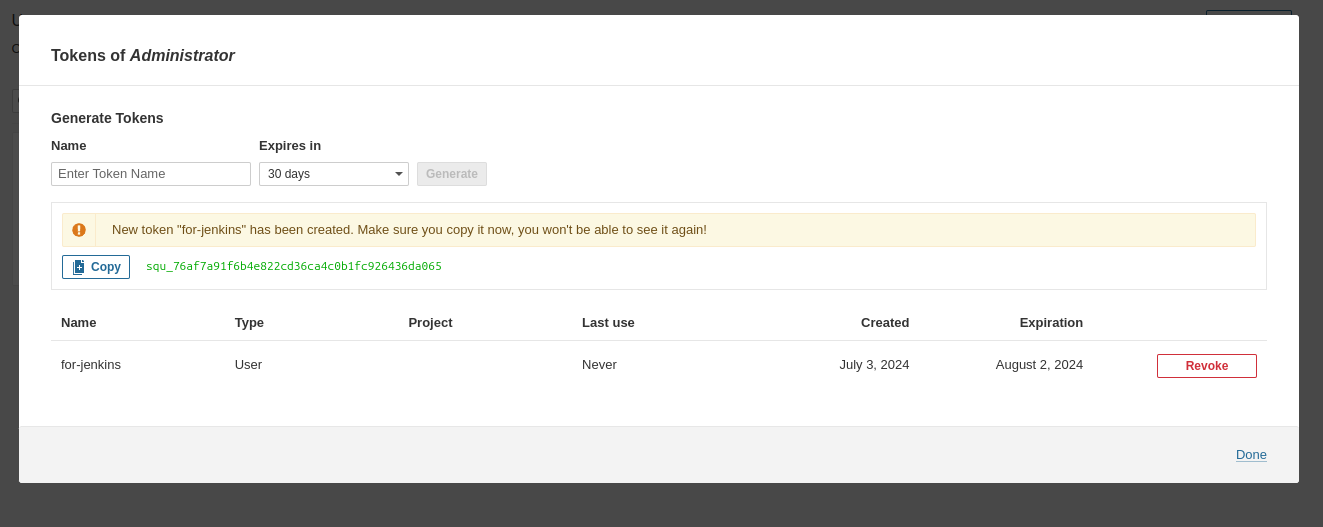 Tokens of Administrator
Generate Tokens
Name Expires in
Enter Token Name 30 days Generate
New token "for-jenkins" has been created. Make sure you copy it now, you won't be able to see it again!
Copy squ_76af7a91f6b4e822cd36ca4c0b1fc926436da065
Name Type Project Last use Created Expiration
for-jenkins User Never July 3, 2024 August 2, 2024 Revoke
Done